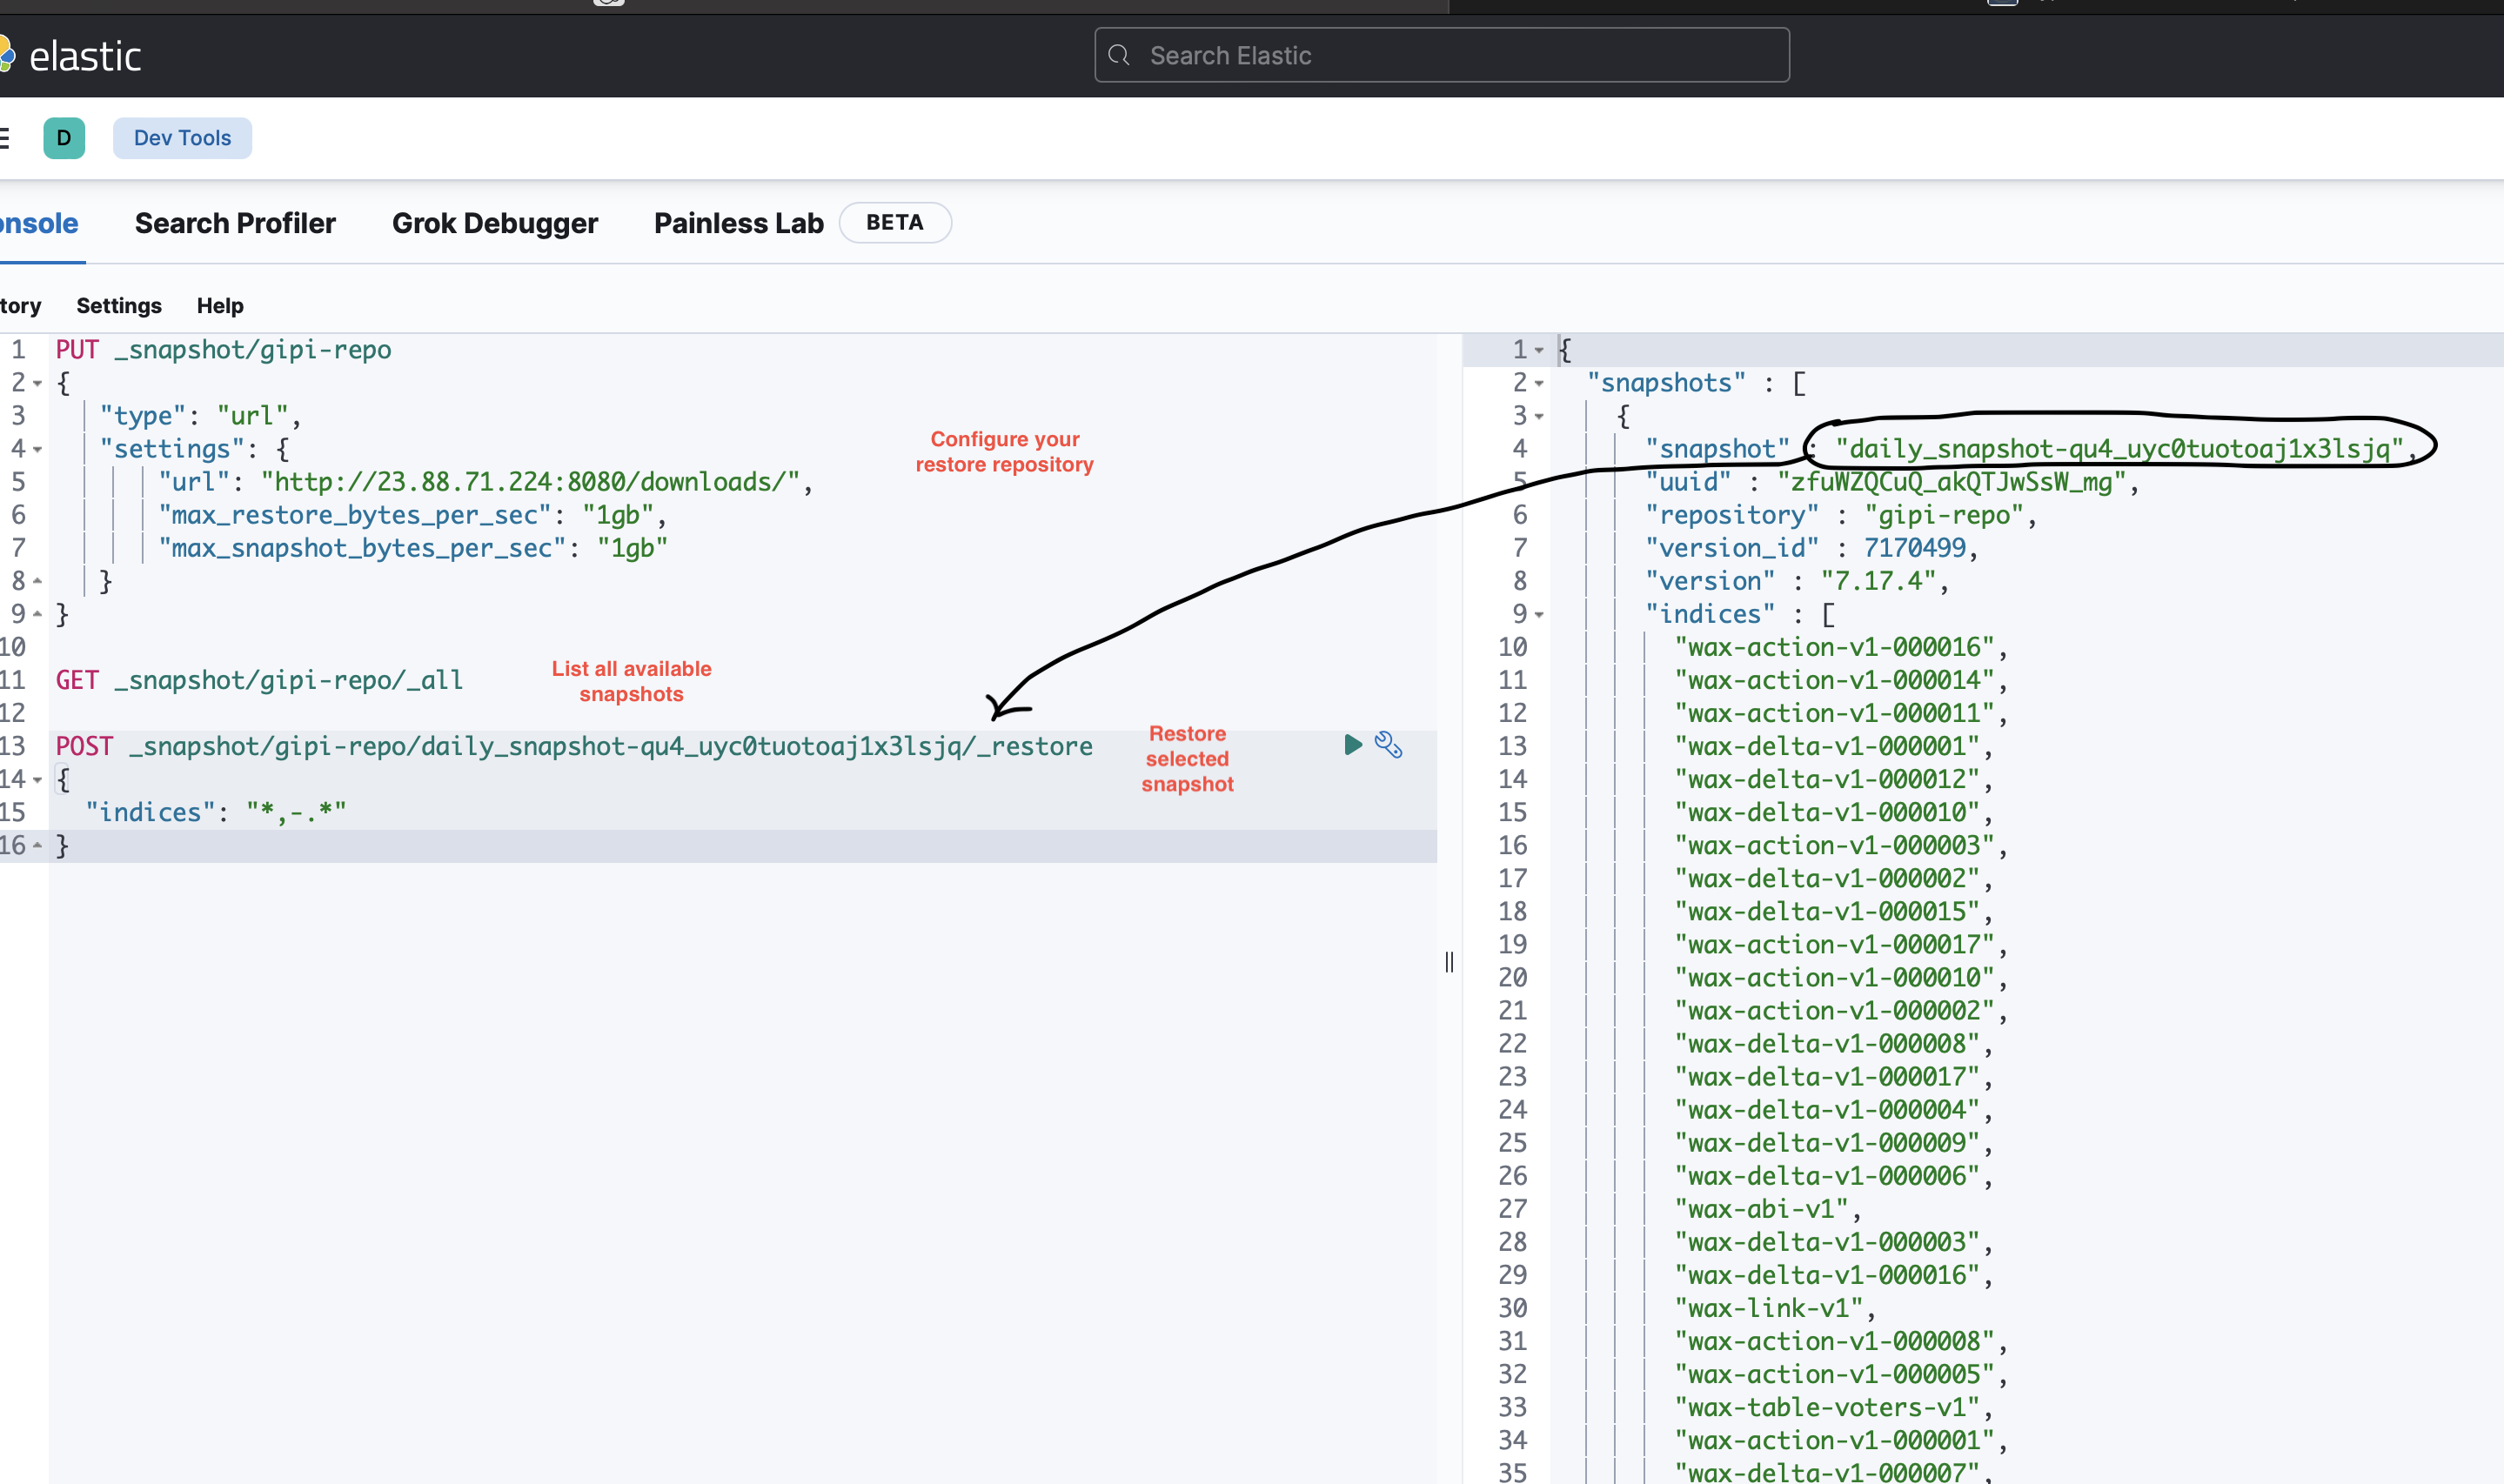 elastic
Search Elastic
D
Dev Tools
onsole
Search Profiler
Grok Debugger
Painless Lab
BETA
tory
Settings
Help
1 PUT _snapshot/gipi-repo
2 {
3 "type": "url",
4 "settings": {
5 "url": "http://23.88.71.224:8080/downloads/",
6 "max_restore_bytes_per_sec": "1gb",
7 "max_snapshot_bytes_per_sec": "1gb"
8 }
9 }
10
11 GET _snapshot/gipi-repo/_all
12
13 POST _snapshot/gipi-repo/daily_snapshot-qu4_uyc0tuotoaj1x3lsjq/_restore
14 {
15 "indices": "*,-.*"
16 }
Configure your
restore repository
List all available
snapshots
Restore
selected
snapshot
1 {
2 "snapshots" : [
3 {
4 "snapshot" : "daily_snapshot-qu4_uyc0tuotoaj1x3lsjq",
5 "uuid" : "zfuWZQCuQ_akQTJwSsW_mg",
6 "repository" : "gipi-repo",
7 "version_id" : 7170499,
8 "version" : "7.17.4",
9 "indices" : [
10 "wax-action-v1-000016",
11 "wax-action-v1-000014",
12 "wax-action-v1-000011",
13 "wax-delta-v1-000001",
14 "wax-delta-v1-000012",
15 "wax-delta-v1-000010",
16 "wax-action-v1-000003",
17 "wax-delta-v1-000002",
18 "wax-delta-v1-000015",
19 "wax-action-v1-000017",
20 "wax-action-v1-000010",
21 "wax-action-v1-000002",
22 "wax-delta-v1-000008",
23 "wax-delta-v1-000017",
24 "wax-delta-v1-000004",
25 "wax-delta-v1-000009",
26 "wax-delta-v1-000006",
27 "wax-abi-v1",
28 "wax-delta-v1-000003",
29 "wax-delta-v1-000016",
30 "wax-link-v1",
31 "wax-action-v1-000008",
32 "wax-action-v1-000005",
33 "wax-table-voters-v1",
34 "wax-action-v1-000001",
35 "wax-delta-v1-000007",